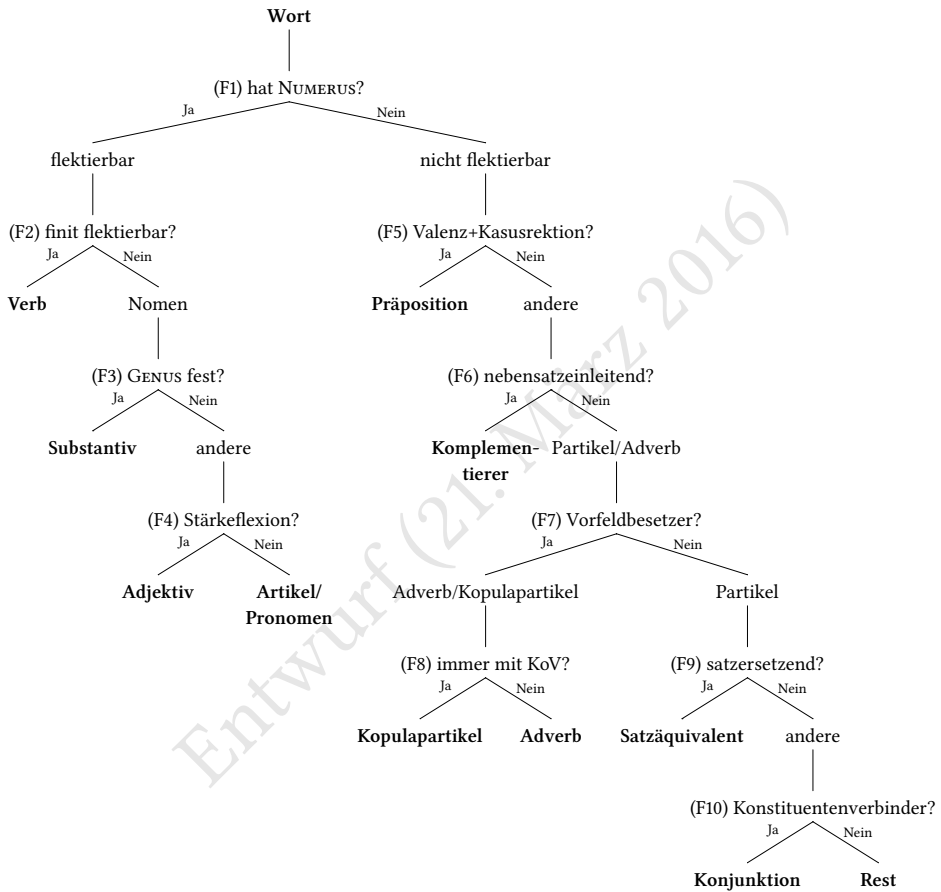 Wort
(F1) hat NUMERUS?
Ja Nein
flektierbar nicht flektierbar
(F2) finit flektierbar? (F5) Valenz+Kasusrektion?
Ja Nein Ja Nein
Verb Nomen Präposition andere
(F3) GENUS fest? (F6) nebensatzeinleitend?
Ja Nein Ja Nein
Substantiv andere Komplemen- Partikel/Adverb
tierer
(F4) Stärkeflexion? (F7) Vorfeldbesetzer?
Ja Nein Ja Nein
Adjektiv Artikel/ Adverb/Kopulapartikel Partikel
Pronomen
(F8) immer mit KoV? (F9) satzersetzend?
Ja Nein Ja Nein
Kopulapartikel Adverb Satzäquivalent andere
(F10) Konstituentenverbinder?
Ja Nein
Konjunktion Rest
Entwurf (21. März 2016)